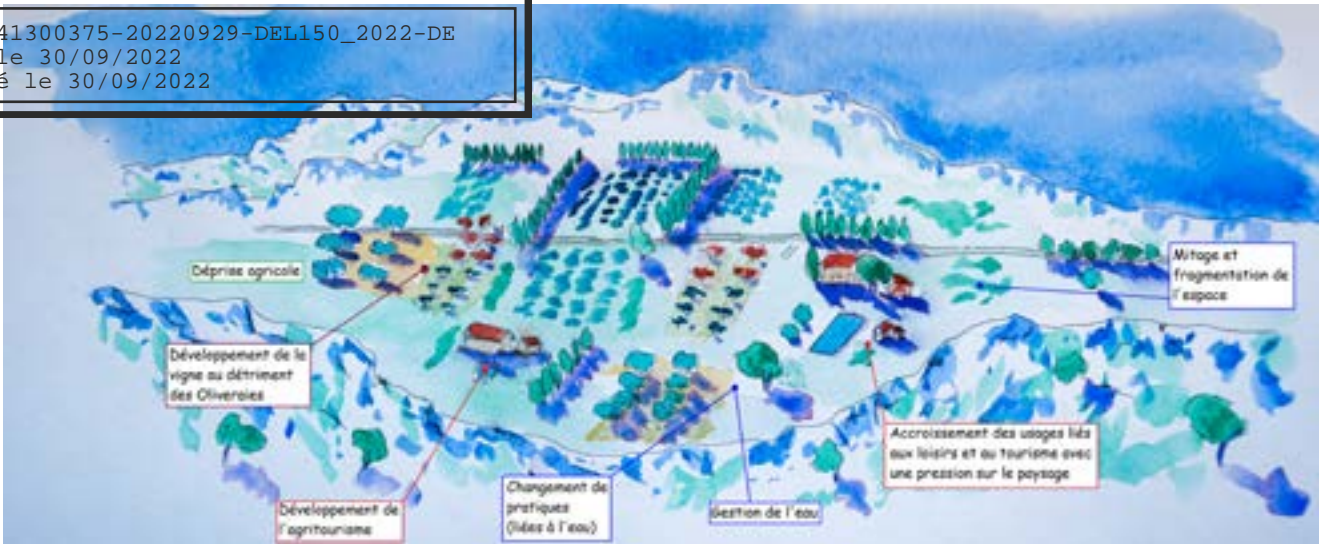 41300375-20220929-DEL150_2022-DE
le 30/09/2022
é le 30/09/2022
Déprise agricole
Mitage et
fragmentation de
l'espace
Développement de la
vigne au détriment
des Oliveraies
Accroissement des usages liés
aux loisirs et au tourisme avec
une pression sur le paysage
Développement de
l'agritourisme
Changement de
pratiques
(liées à l'eau)
Gestion de l'eau